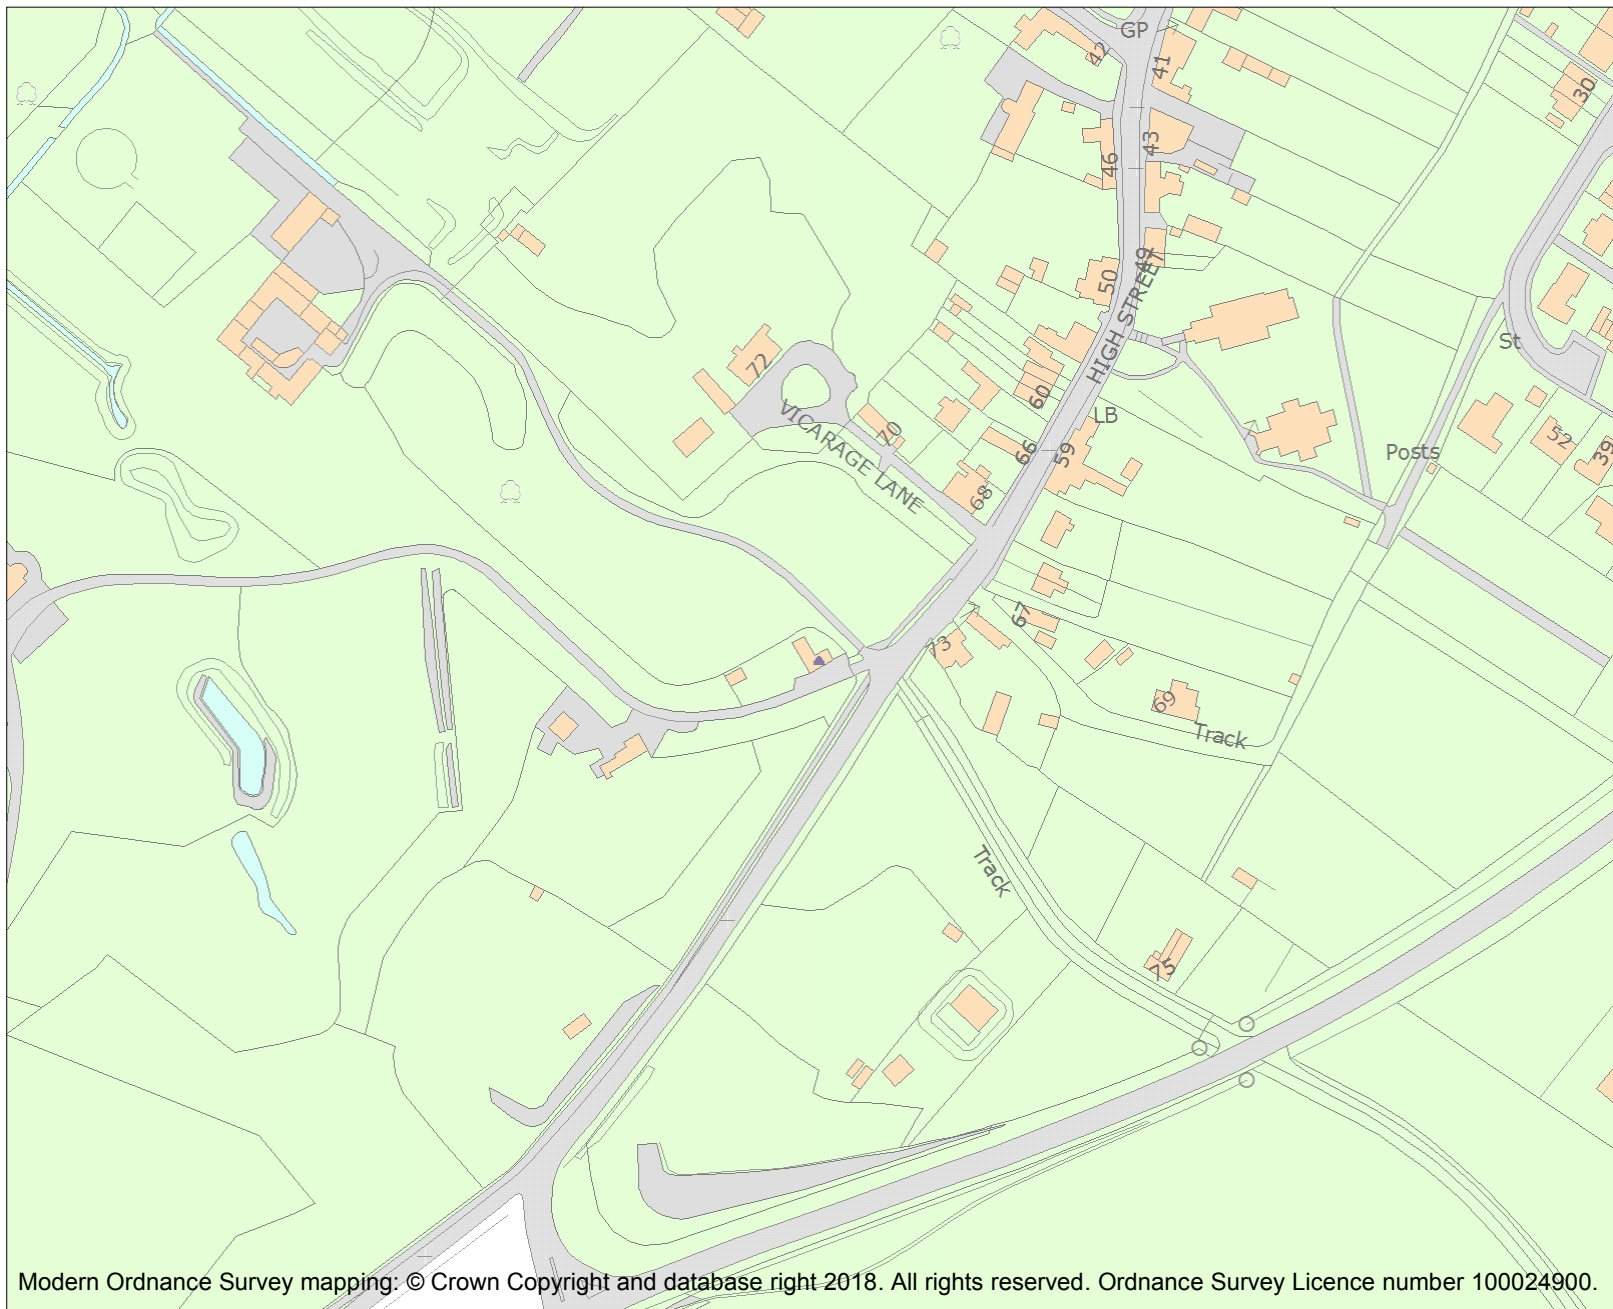 GP
42
41
30
43
46
49
50
HIGH STREET
St
72
60
VICARAGE LANE
LB
70
66
59
Posts
52
39
68
67
73
69
Track
Track
75
Modern Ordnance Survey mapping: © Crown Copyright and database right 2018. All rights reserved. Ordnance Survey Licence number 100024900.